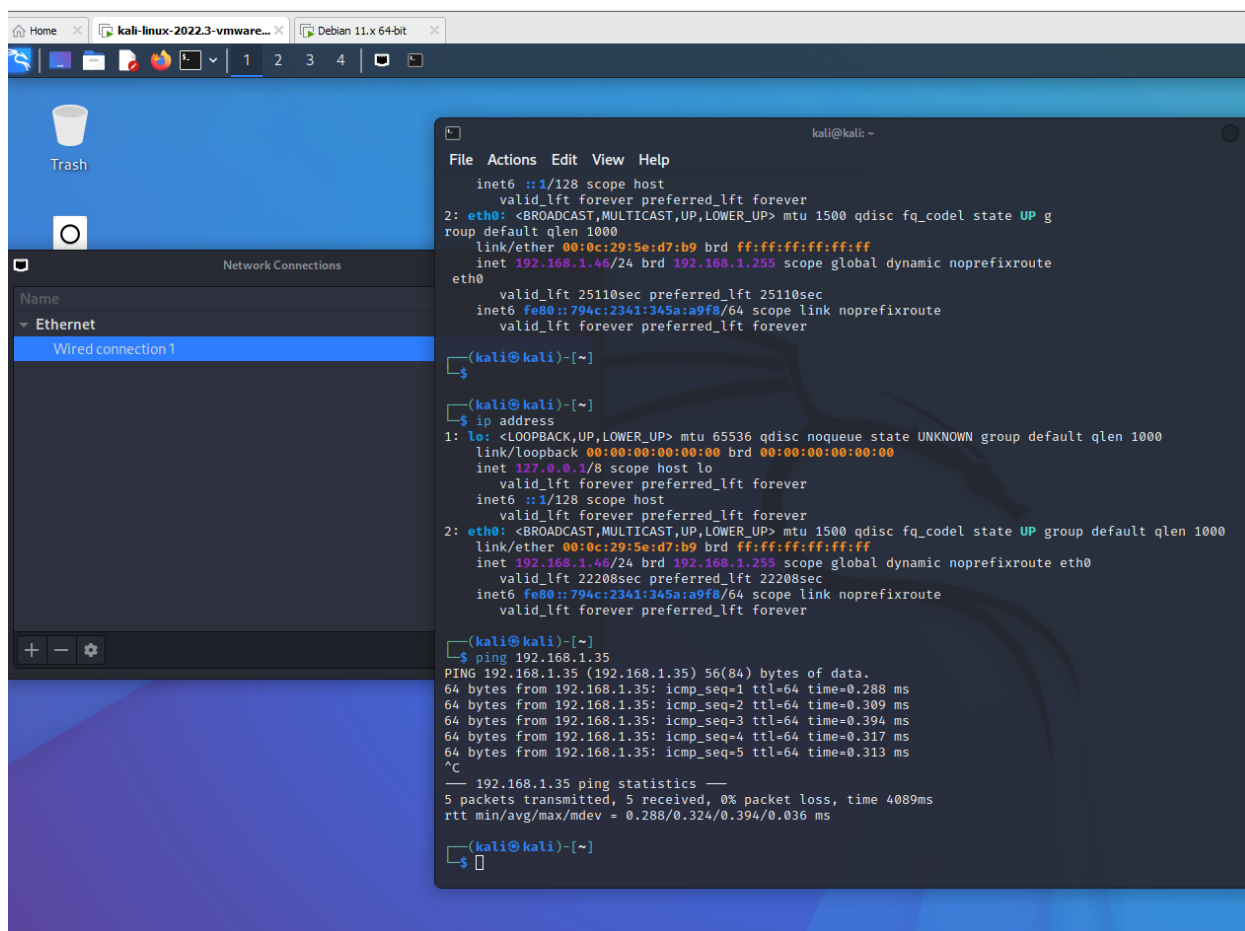 Home
kali-linux-2022.3-vmware...
Debian 11.x 64-bit
1 2 3 4
Trash
Network Connections
Name
Ethernet
Wired connection 1
kali@kali: ~
File Actions Edit View Help
inet6 ::1/128 scope host
valid_lft forever preferred_lft forever
2: eth0: <BROADCAST,MULTICAST,UP,LOWER_UP> mtu 1500 qdisc fq_codel state UP g
roup default qlen 1000
link/ether 00:0c:29:5e:d7:b9 brd ff:ff:ff:ff:ff:ff
inet 192.168.1.46/24 brd 192.168.1.255 scope global dynamic noprefixroute
eth0
valid_lft 25110sec preferred_lft 25110sec
inet6 fe80::794c:2341:345a:a9f8/64 scope link noprefixroute
valid_lft forever preferred_lft forever
┌──(kali㉿kali)-[~]
└─$
┌──(kali㉿kali)-[~]
└─$ ip address
1: lo: <LOOPBACK,UP,LOWER_UP> mtu 65536 qdisc noqueue state UNKNOWN group default qlen 1000
link/loopback 00:00:00:00:00:00 brd 00:00:00:00:00:00
inet 127.0.0.1/8 scope host lo
valid_lft forever preferred_lft forever
inet6 ::1/128 scope host
valid_lft forever preferred_lft forever
2: eth0: <BROADCAST,MULTICAST,UP,LOWER_UP> mtu 1500 qdisc fq_codel state UP group default qlen 1000
link/ether 00:0c:29:5e:d7:b9 brd ff:ff:ff:ff:ff:ff
inet 192.168.1.46/24 brd 192.168.1.255 scope global dynamic noprefixroute eth0
valid_lft 22208sec preferred_lft 22208sec
inet6 fe80::794c:2341:345a:a9f8/64 scope link noprefixroute
valid_lft forever preferred_lft forever
┌──(kali㉿kali)-[~]
└─$ ping 192.168.1.35
PING 192.168.1.35 (192.168.1.35) 56(84) bytes of data.
64 bytes from 192.168.1.35: icmp_seq=1 ttl=64 time=0.288 ms
64 bytes from 192.168.1.35: icmp_seq=2 ttl=64 time=0.309 ms
64 bytes from 192.168.1.35: icmp_seq=3 ttl=64 time=0.394 ms
64 bytes from 192.168.1.35: icmp_seq=4 ttl=64 time=0.317 ms
64 bytes from 192.168.1.35: icmp_seq=5 ttl=64 time=0.313 ms
^C
--- 192.168.1.35 ping statistics ---
5 packets transmitted, 5 received, 0% packet loss, time 4089ms
rtt min/avg/max/mdev = 0.288/0.324/0.394/0.036 ms
┌──(kali㉿kali)-[~]
└─$